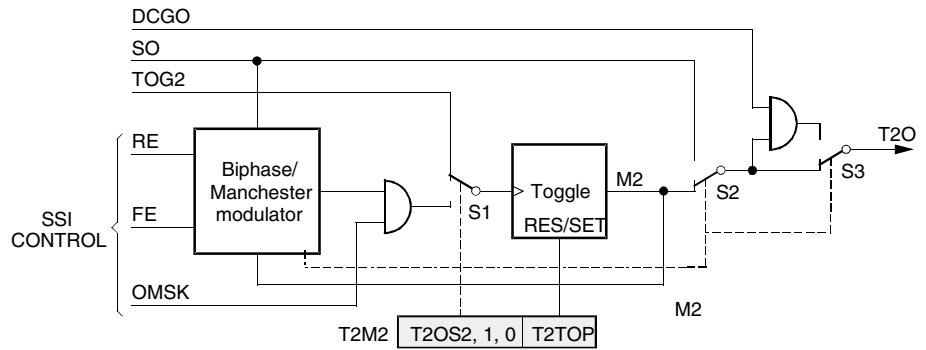 DCGO
SO
TOG2
RE
FE
SSI
CONTROL
OMSK
Biphase/
Manchester
modulator
S1
Toggle
RES/SET
M2
S2
S3
T2O
M2
T2M2
T2OS2, 1, 0
T2TOP